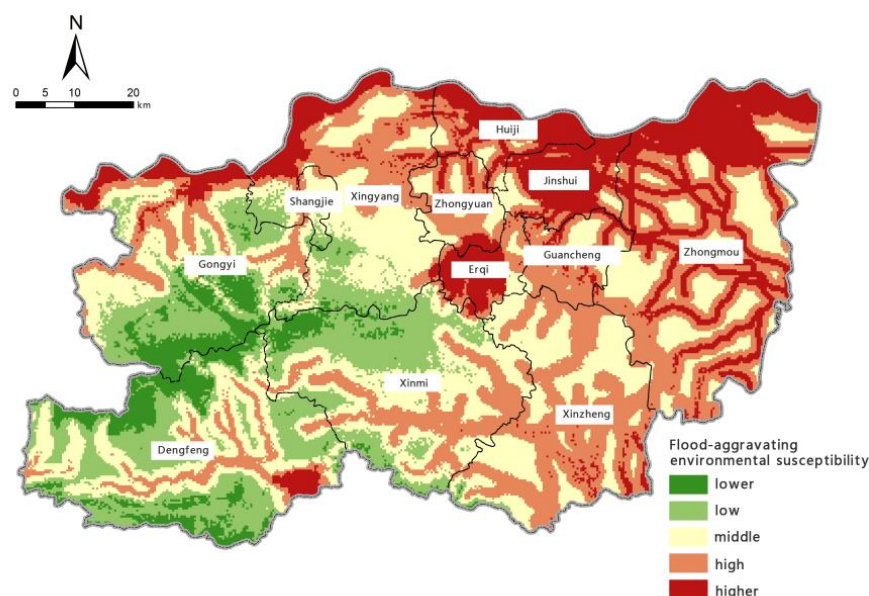 N
0 5 10 20
km
Huiji
Jinshui
Shangjie
Xingyang
Zhongyuan
Guancheng
Zhongmou
Gongyi
Erqi
Xinmi
Xinzheng
Dengfeng
Flood-aggravating
environmental susceptibility
lower
low
middle
high
higher